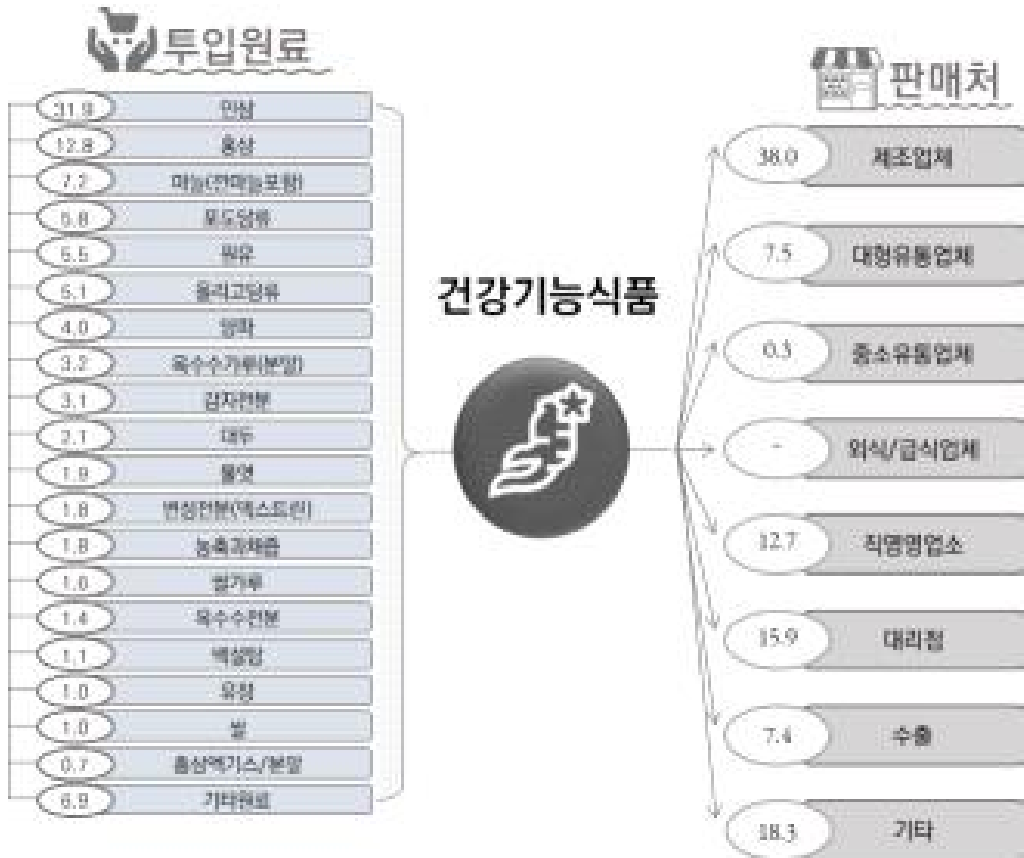 투입원료
31.9 인삼
12.8 홍삼
7.2 마늘(깐마늘포함)
5.8 포도당류
5.5 원유
5.1 올리고당류
4.0 양파
3.2 옥수수가루(분말)
3.1 감자전분
2.1 대두
1.9 물엿
1.8 변성전분(덱스트린)
1.8 농축과채즙
쌀가루
1.4 옥수수전분
1.1 백설탕
1.0 유청
1.0 쌀
0.7 홍삼엑기스/분말
6.9 기타원료
건강기능식품
판매처
38.0 제조업체
7.5 대형유통업체
0.3 중소유통업체
- 외식/급식업체
12.7 직영영업소
15.9 대리점
7.4 수출
18.3 기타